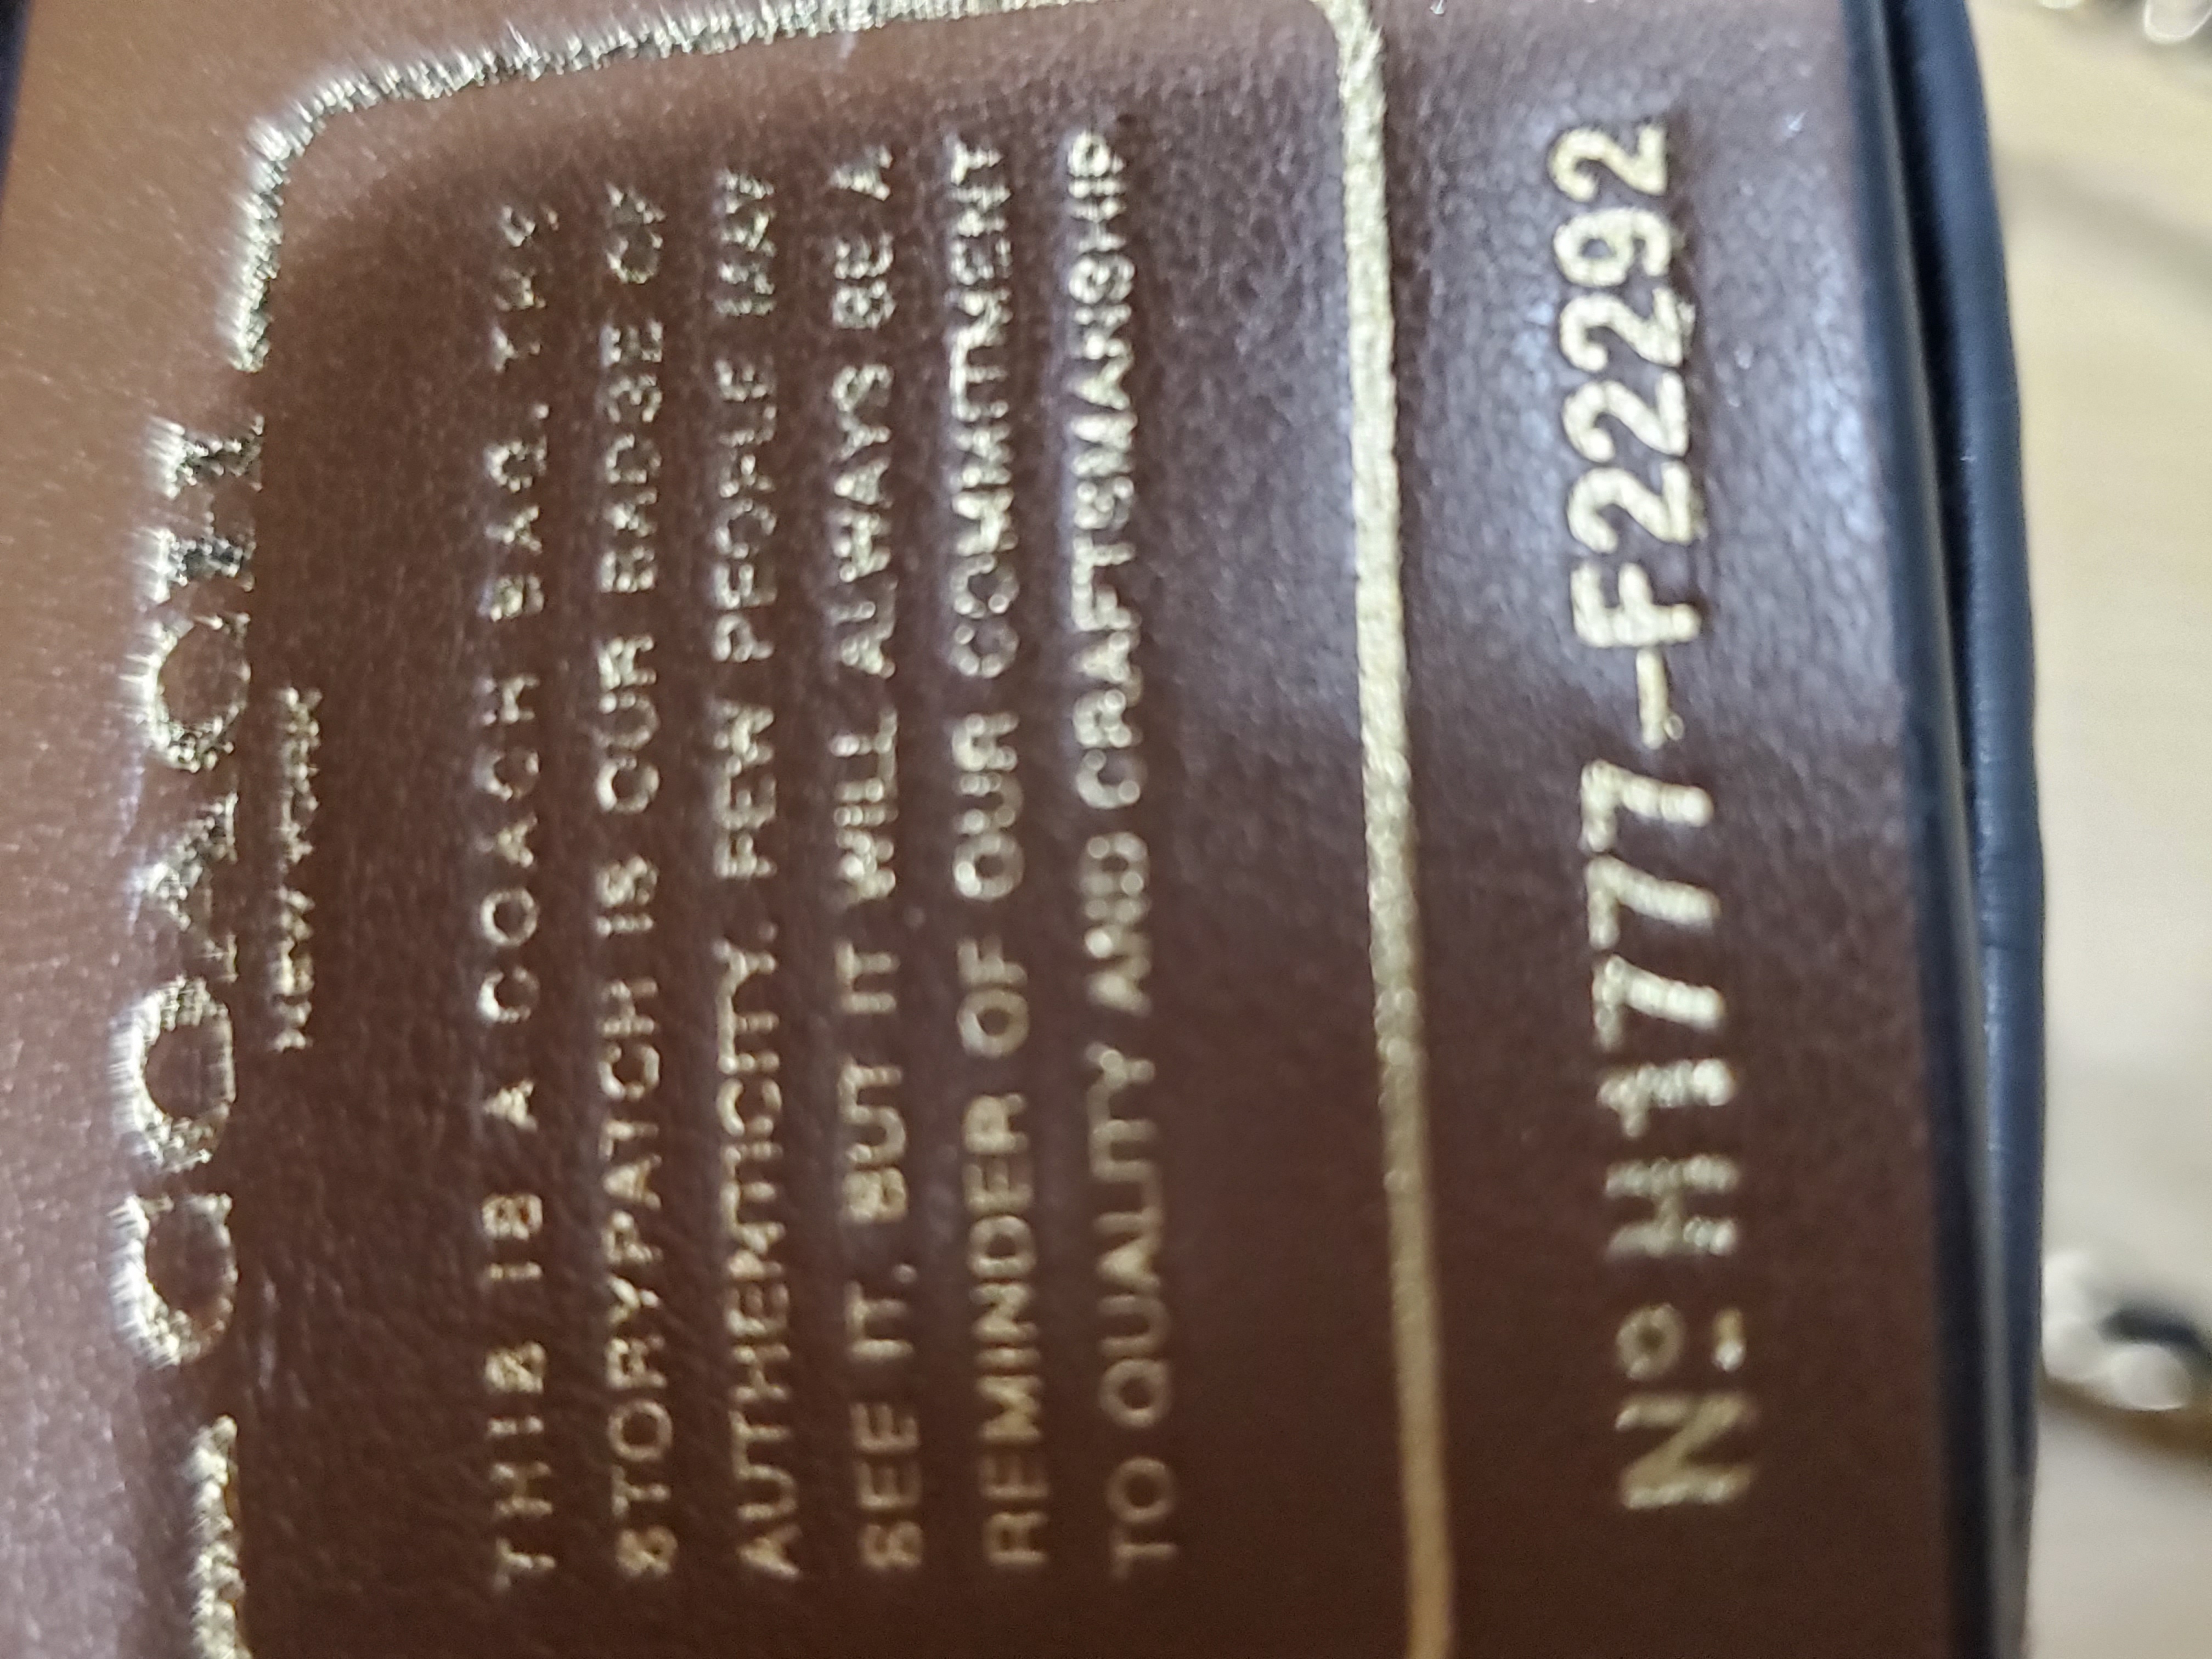 COACH
NEW YORK
THIS IS A COACH BAG. THIS
STORYPATCH IS OUR BADGE OF
AUTHENTICITY. FEW PEOPLE MAY
SEE IT. BUT IT WILL ALWAYS BE A
REMINDER OF OUR COMMITMENT
TO QUALITY AND CRAFTSMANSHIP
Nº H1777-F22292